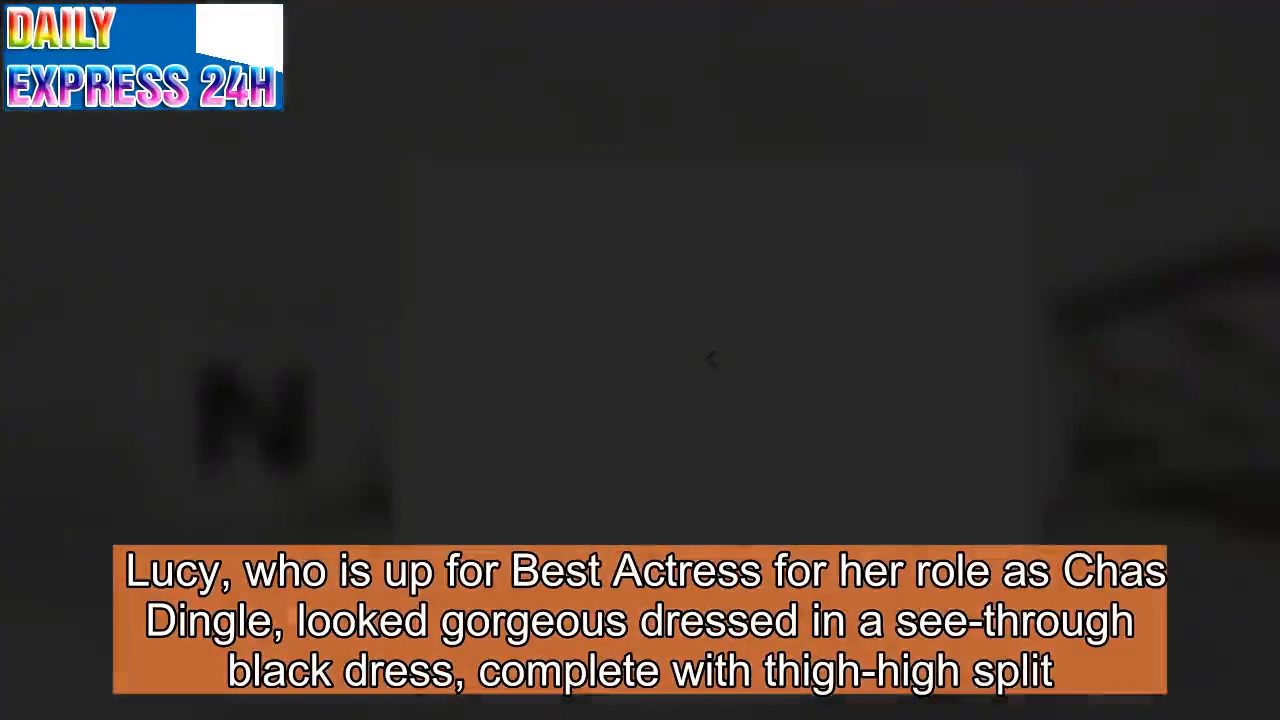 DAILY
EXPRESS 24H
N
Lucy, who is up for Best Actress for her role as Chas
Dingle, looked gorgeous dressed in a see-through
black dress, complete with thigh-high split